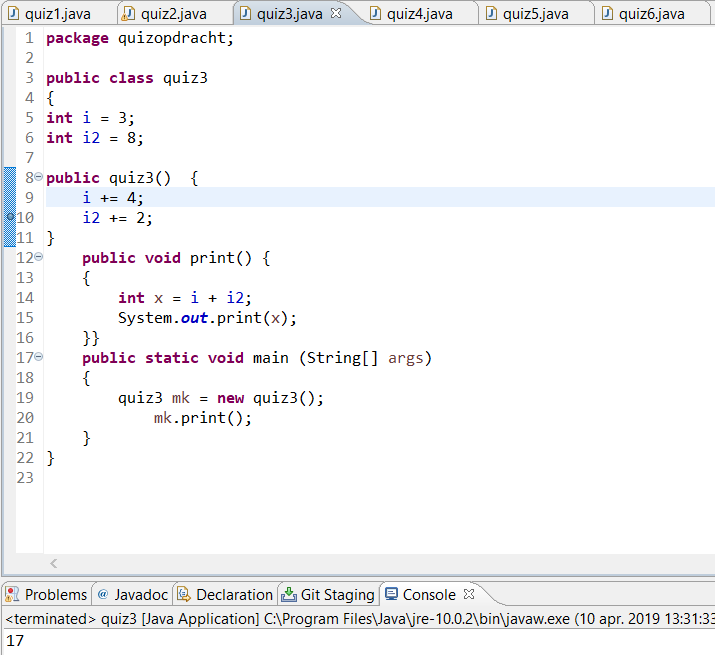 quiz1.java quiz2.java quiz3.java quiz4.java quiz5.java quiz6.java
1 package quizopdracht;
2
3 public class quiz3
4 {
5 int i = 3;
6 int i2 = 8;
7
8 public quiz3()  {
9     i += 4;
10     i2 += 2;
11 }
12     public void print() {
13     {
14         int x = i + i2;
15         System.out.print(x);
16     }}
17     public static void main (String[] args)
18     {
19         quiz3 mk = new quiz3();
20             mk.print();
21     }
22 }
23
Problems @ Javadoc Declaration Git Staging Console
<terminated> quiz3 [Java Application] C:\Program Files\Java\jre-10.0.2\bin\javaw.exe (10 apr. 2019 13:31:33
17